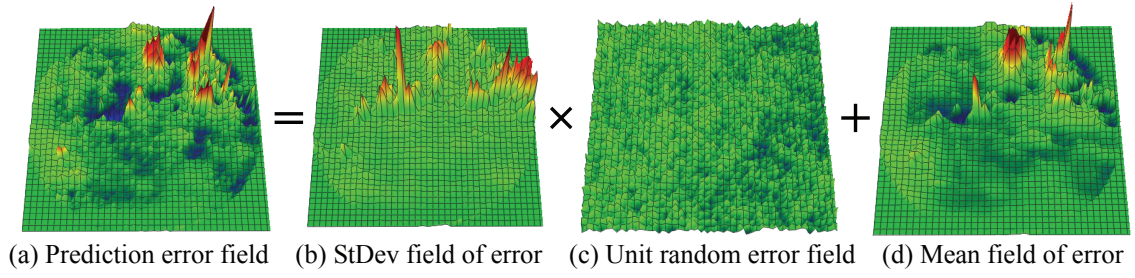 = × +
(a) Prediction error field (b) StDev field of error (c) Unit random error field (d) Mean field of error